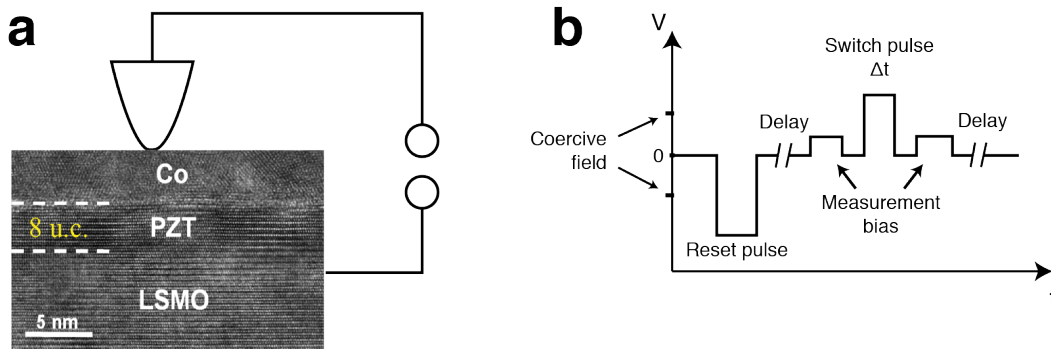 a
Co
8 u.c.
PZT
LSMO
5 nm
b
V
Switch pulse
Δt
Delay
Delay
Coercive
field
0
Measurement
bias
Reset pulse